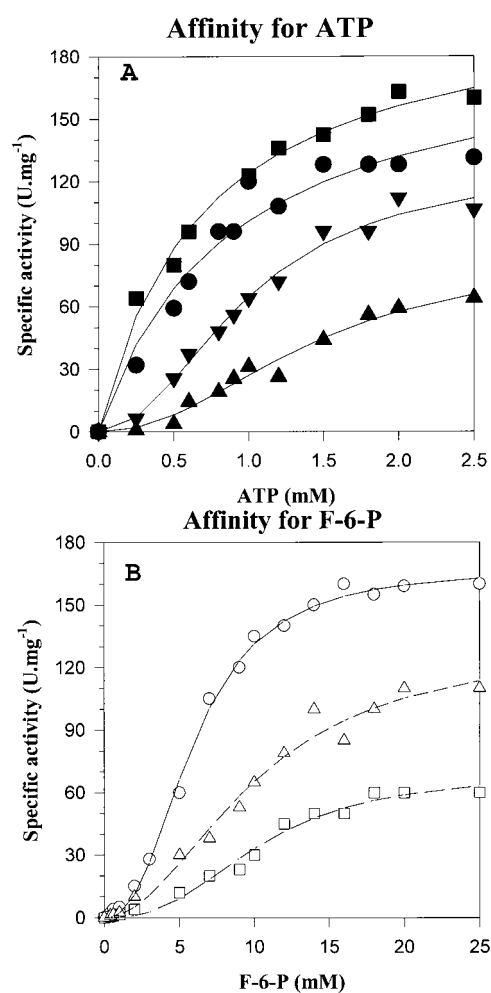 Affinity for ATP
A
Specific activity (U.mg-1)
180
150
120
90
60
30
0
0.0 0.5 1.0 1.5 2.0 2.5
ATP (mM)
Affinity for F-6-P
B
Specific activity (U.mg-1)
180
150
120
90
60
30
0
0 5 10 15 20 25
F-6-P (mM)